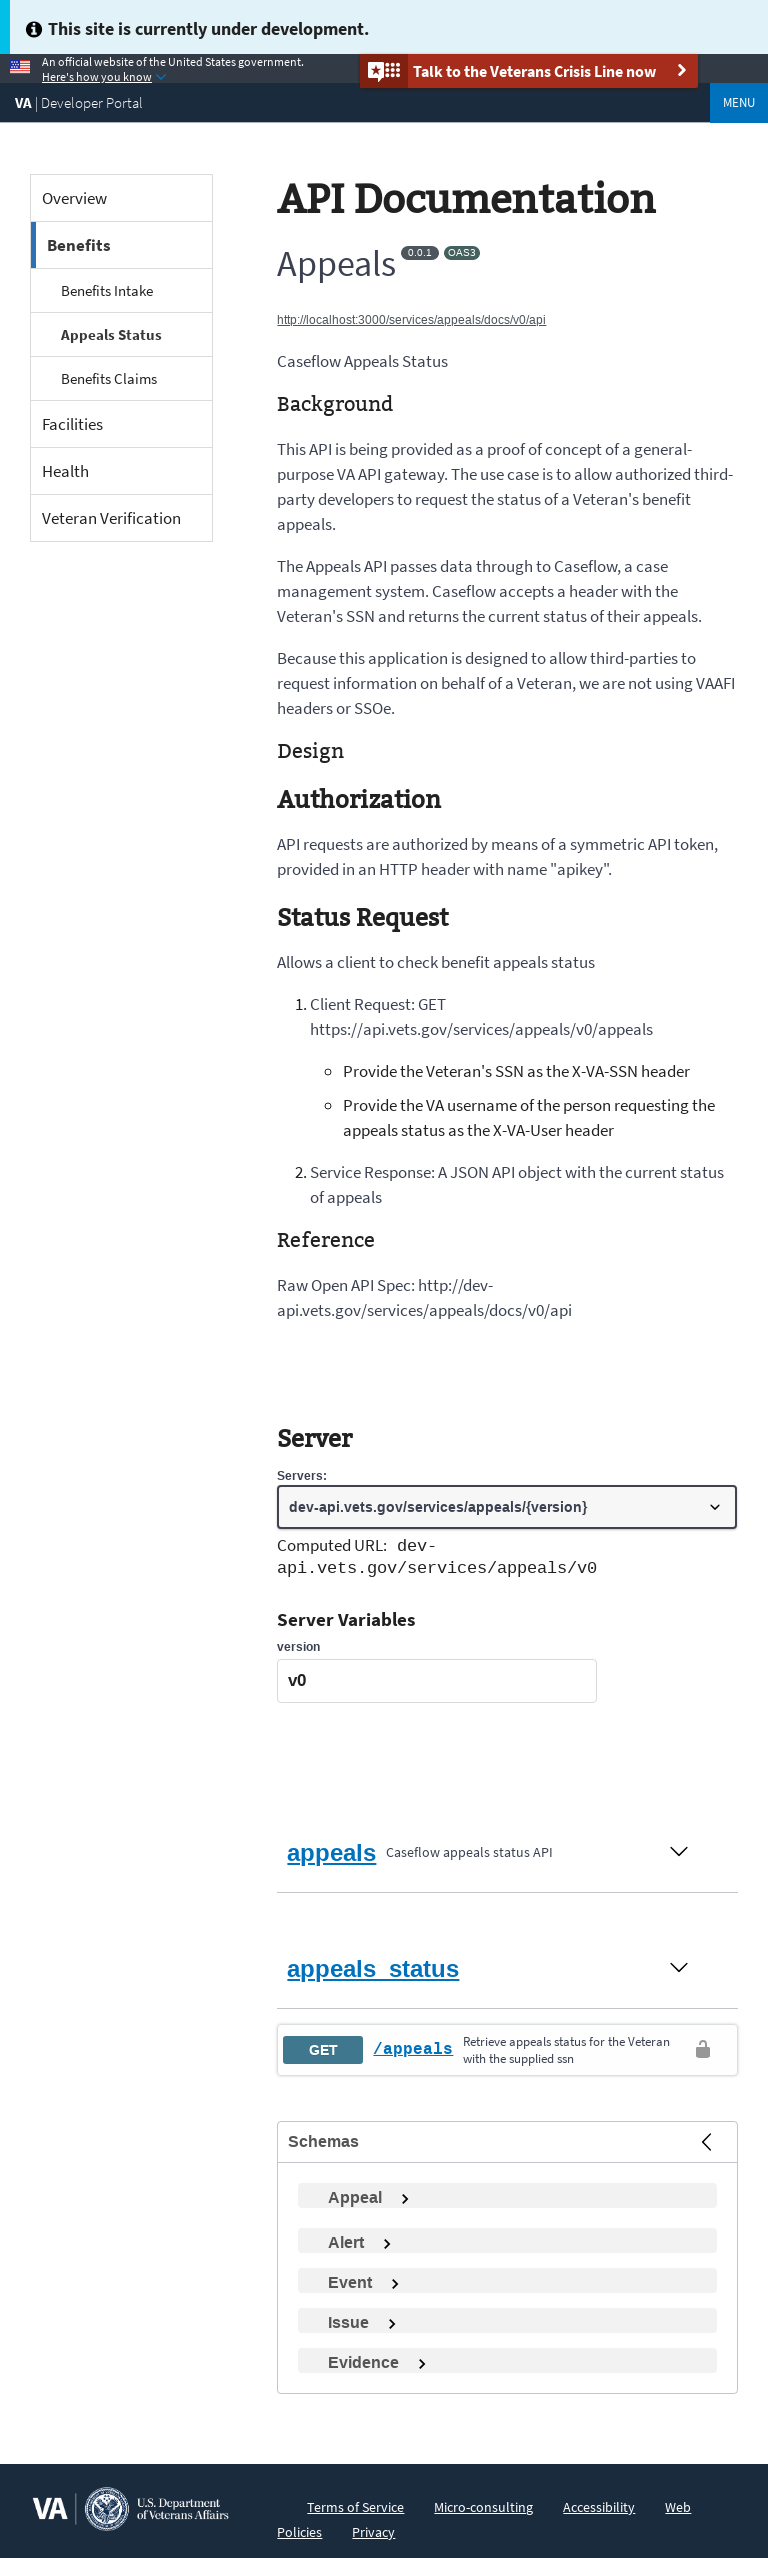 This site is currently under development.
An official website of the United States government.
Here's how you know
Talk to the Veterans Crisis Line now
VA | Developer Portal
MENU
Overview
Benefits
Benefits Intake
Appeals Status
Benefits Claims
Facilities
Health
Veteran Verification
API Documentation
Appeals 0.0.1 OAS3
http://localhost:3000/services/appeals/docs/v0/api
Caseflow Appeals Status
Background
This API is being provided as a proof of concept of a general-
purpose VA API gateway. The use case is to allow authorized third-
party developers to request the status of a Veteran's benefit
appeals.
The Appeals API passes data through to Caseflow, a case
management system. Caseflow accepts a header with the
Veteran's SSN and returns the current status of their appeals.
Because this application is designed to allow third-parties to
request information on behalf of a Veteran, we are not using VAAFI
headers or SSOe.
Design
Authorization
API requests are authorized by means of a symmetric API token,
provided in an HTTP header with name "apikey".
Status Request
Allows a client to check benefit appeals status
1. Client Request: GET
https://api.vets.gov/services/appeals/v0/appeals
Provide the Veteran's SSN as the X-VA-SSN header
Provide the VA username of the person requesting the
appeals status as the X-VA-User header
2. Service Response: A JSON API object with the current status
of appeals
Reference
Raw Open API Spec: http://dev-
api.vets.gov/services/appeals/docs/v0/api
Server
Servers:
dev-api.vets.gov/services/appeals/{version}
Computed URL: dev-
api.vets.gov/services/appeals/v0
Server Variables
version
v0
appeals Caseflow appeals status API
appeals_status
GET /appeals Retrieve appeals status for the Veteran
with the supplied ssn
Schemas
Appeal
Alert
Event
Issue
Evidence
VA U.S. Department
of Veterans Affairs
Terms of Service Micro-consulting Accessibility Web
Policies Privacy